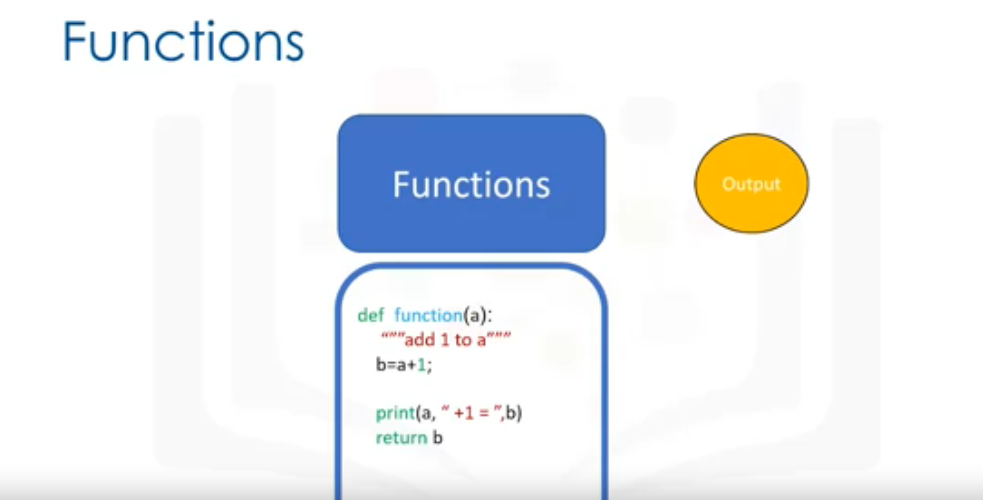 Functions
Functions
Output
def function(a):
“””add 1 to a”””
b=a+1;
print(a, “ +1 = ”,b)
return b